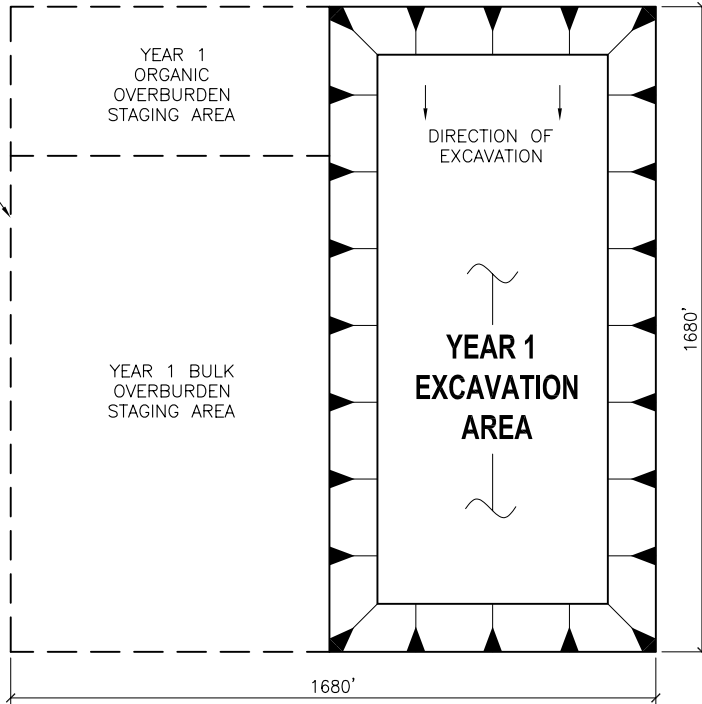 YEAR 1
ORGANIC
OVERBURDEN
STAGING AREA
DIRECTION OF
EXCAVATION
1680'
YEAR 1
EXCAVATION
AREA
YEAR 1 BULK
OVERBURDEN
STAGING AREA
1680'